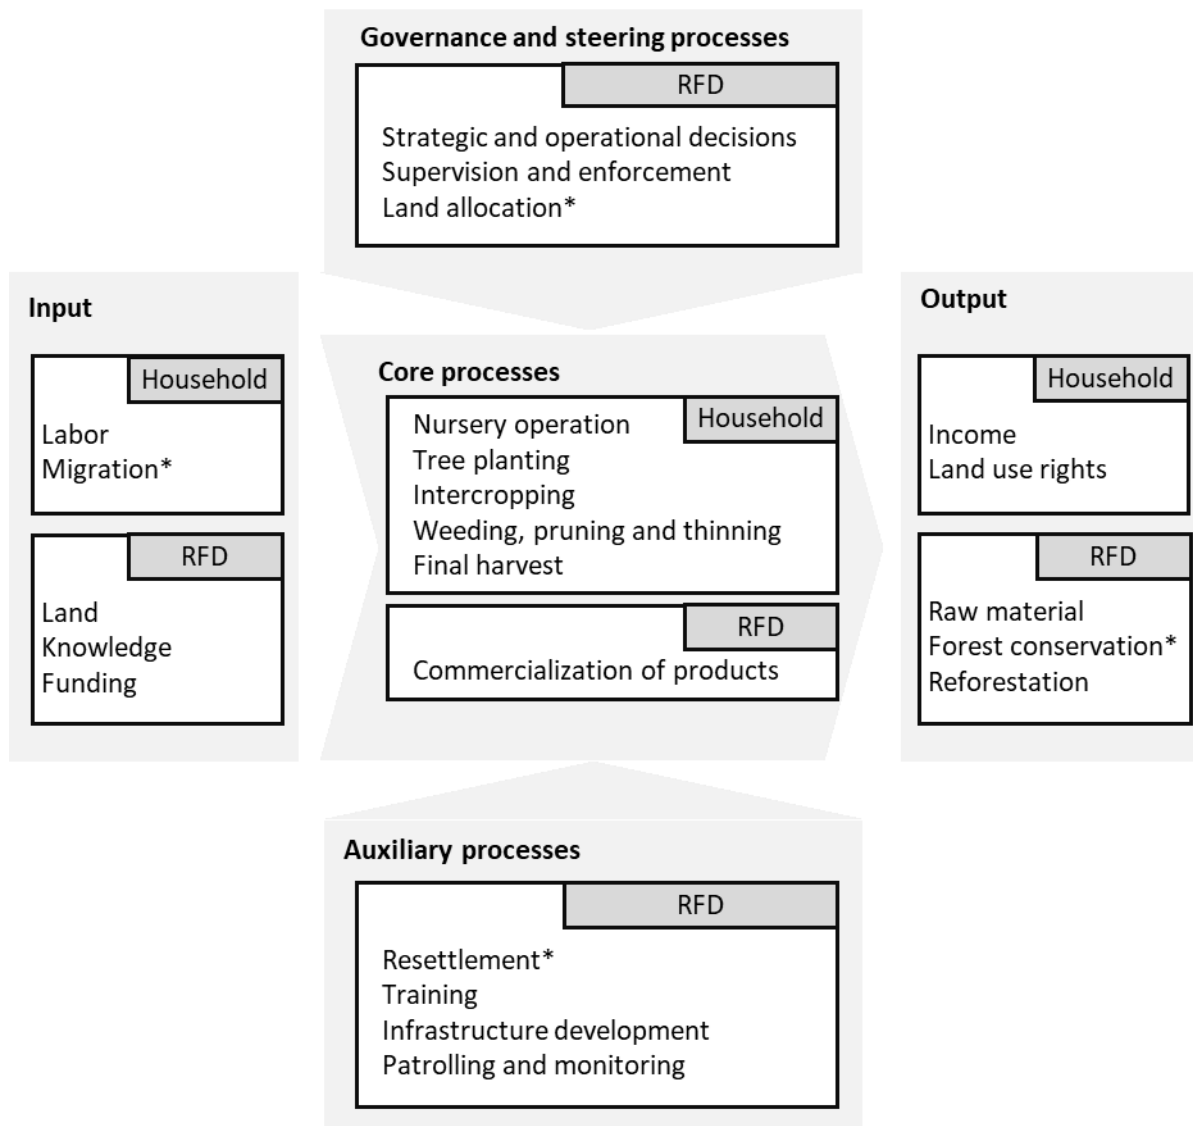 Governance and steering processes
RFD
Strategic and operational decisions
Supervision and enforcement
Land allocation*
Input
Household
Labor
Migration*
RFD
Land
Knowledge
Funding
Core processes
Household
Nursery operation
Tree planting
Intercropping
Weeding, pruning and thinning
Final harvest
RFD
Commercialization of products
Output
Household
Income
Land use rights
RFD
Raw material
Forest conservation*
Reforestation
Auxiliary processes
RFD
Resettlement*
Training
Infrastructure development
Patrolling and monitoring